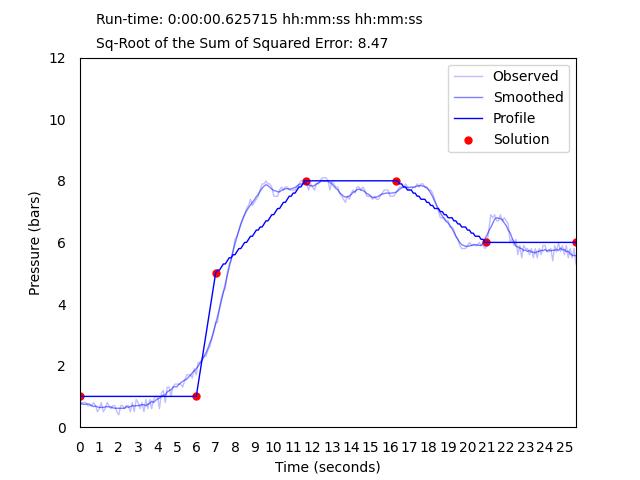 Run-time: 0:00:00.625715 hh:mm:ss hh:mm:ss
Sq-Root of the Sum of Squared Error: 8.47
12
10
8
6
4
2
0
Pressure (bars)
Observed
Smoothed
Profile
Solution
0 1 2 3 4 5 6 7 8 9 10 11 12 13 14 15 16 17 18 19 20 21 22 23 24 25
Time (seconds)